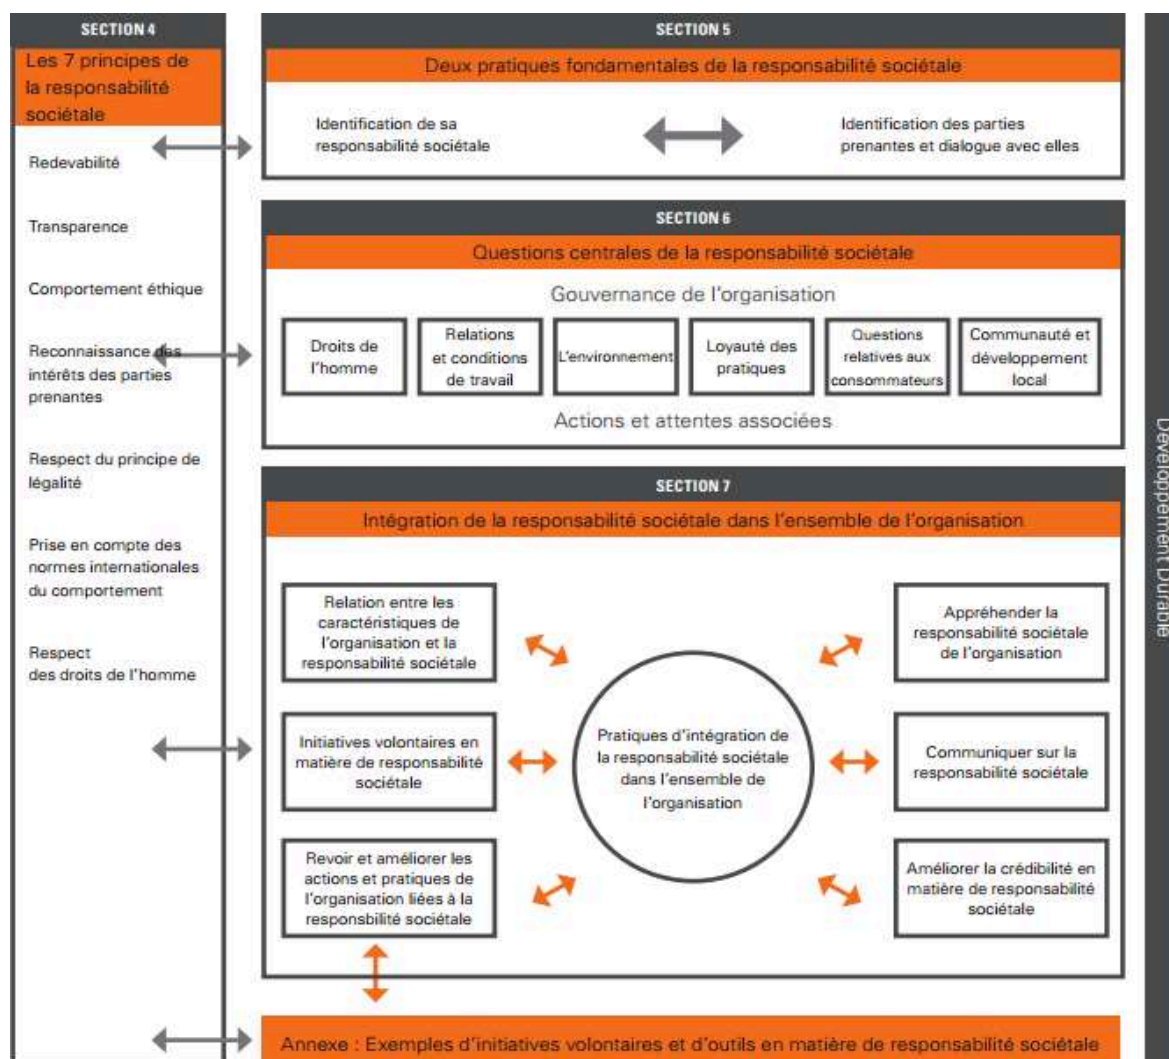 SECTION 4
Les 7 principes de
la responsabilité
sociétale
Redevabilité
Transparence
Comportement éthique
Reconnaissance des
intérêts des parties
prenantes
Respect du principe de
légalité
Prise en compte des
normes internationales
du comportement
Respect
des droits de l'homme
SECTION 5
Deux pratiques fondamentales de la responsabilité sociétale
Identification de sa
responsabilité sociétale
Identification des parties
prenantes et dialogue avec elles
SECTION 6
Questions centrales de la responsabilité sociétale
Gouvernance de l'organisation
Droits de
l'homme
Relations
et conditions
de travail
L'environnement
Loyauté des
pratiques
Questions
relatives aux
consommateurs
Communauté et
développement
local
Actions et attentes associées
SECTION 7
Intégration de la responsabilité sociétale dans l'ensemble de l'organisation
Relation entre les
caractéristiques de
l'organisation et la
responsabilité sociétale
Initiatives volontaires en
matière de responsabilité
sociétale
Revoir et améliorer les
actions et pratiques de
l'organisation liées à la
responsbilité sociétale
Pratiques d'intégration de
la responsabilité sociétale
dans l'ensemble de
l'organisation
Appréhender la
responsabilité sociétale
de l'organisation
Communiquer sur la
responsabilité sociétale
Améliorer la crédibilité en
matière de responsabilité
sociétale
Annexe : Exemples d'initiatives volontaires et d'outils en matière de responsabilité sociétale
Développement Durable